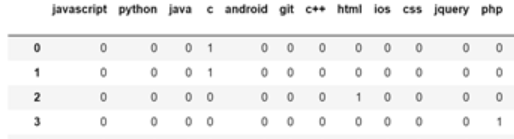 javascript python java c android git c++ html ios css jquery php
0 0 0 0 1 0 0 0 0 0 0 0 0
1 0 0 0 1 0 0 0 0 0 0 0 0
2 0 0 0 0 0 0 0 1 0 0 0 0
3 0 0 0 0 0 0 0 0 0 0 0 1